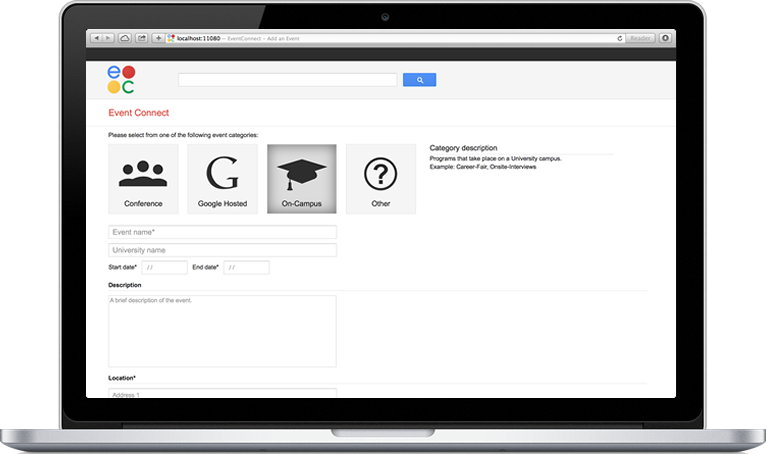 localhost:11080 – EventConnect – Add an Event
Reader
e
C
Event Connect
Please select from one of the following event categories:
Conference
G
Google Hosted
On-Campus
?
Other
Category description
Programs that take place on a University campus.
Example: Career-Fair, Onsite-Interviews
Event name*
University name
Start date* / / End date* / /
Description
A brief description of the event.
Location*
Address 1